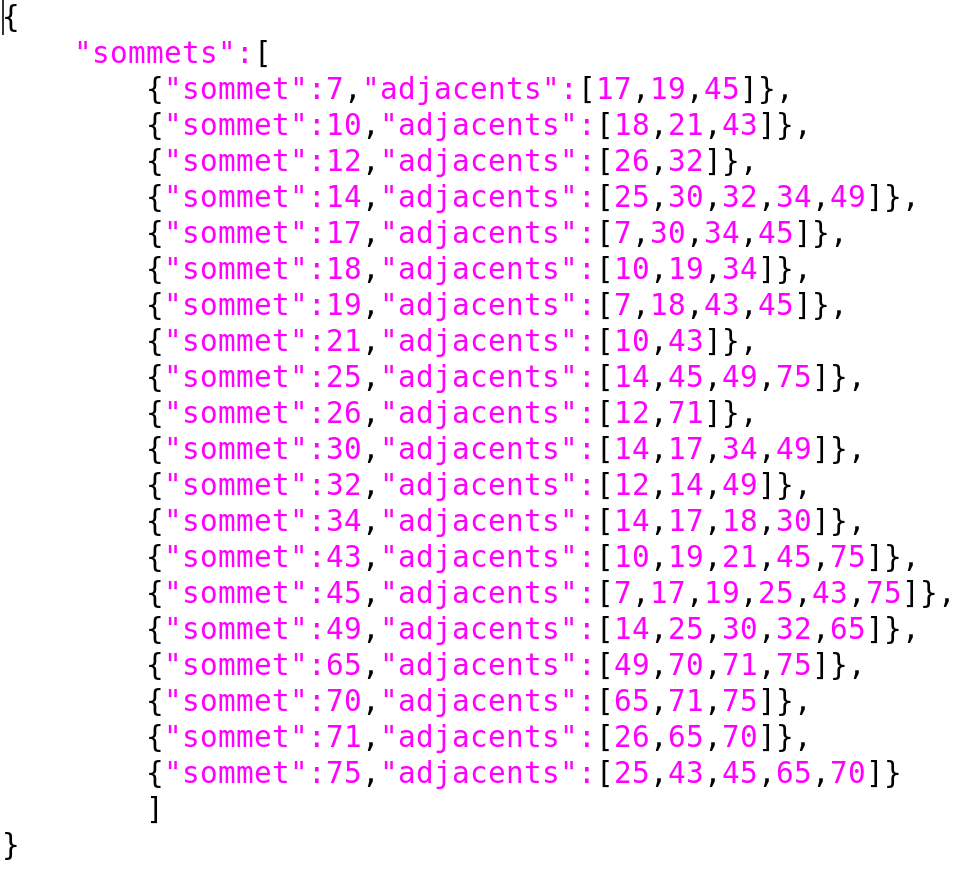 {
    "sommets":[
        {"sommet":7,"adjacents":[17,19,45]},
        {"sommet":10,"adjacents":[18,21,43]},
        {"sommet":12,"adjacents":[26,32]},
        {"sommet":14,"adjacents":[25,30,32,34,49]},
        {"sommet":17,"adjacents":[7,30,34,45]},
        {"sommet":18,"adjacents":[10,19,34]},
        {"sommet":19,"adjacents":[7,18,43,45]},
        {"sommet":21,"adjacents":[10,43]},
        {"sommet":25,"adjacents":[14,45,49,75]},
        {"sommet":26,"adjacents":[12,71]},
        {"sommet":30,"adjacents":[14,17,34,49]},
        {"sommet":32,"adjacents":[12,14,49]},
        {"sommet":34,"adjacents":[14,17,18,30]},
        {"sommet":43,"adjacents":[10,19,21,45,75]},
        {"sommet":45,"adjacents":[7,17,19,25,43,75]},
        {"sommet":49,"adjacents":[14,25,30,32,65]},
        {"sommet":65,"adjacents":[49,70,71,75]},
        {"sommet":70,"adjacents":[65,71,75]},
        {"sommet":71,"adjacents":[26,65,70]},
        {"sommet":75,"adjacents":[25,43,45,65,70]}
        ]
}